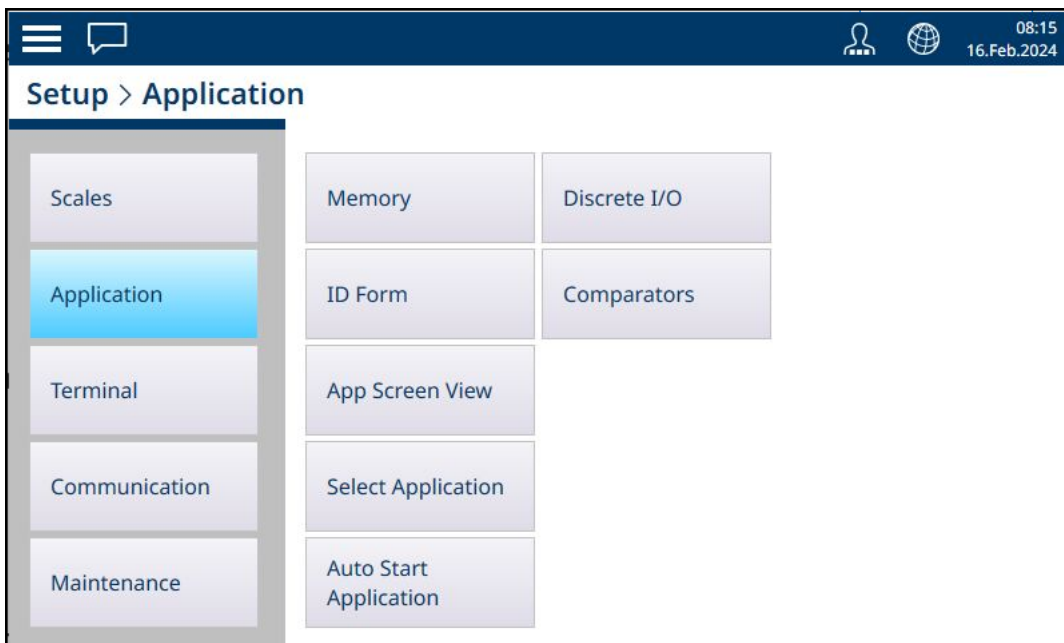 08:15
16.Feb.2024
Setup > Application
Scales
Application
Terminal
Communication
Maintenance
Memory
ID Form
App Screen View
Select Application
Auto Start
Application
Discrete I/O
Comparators